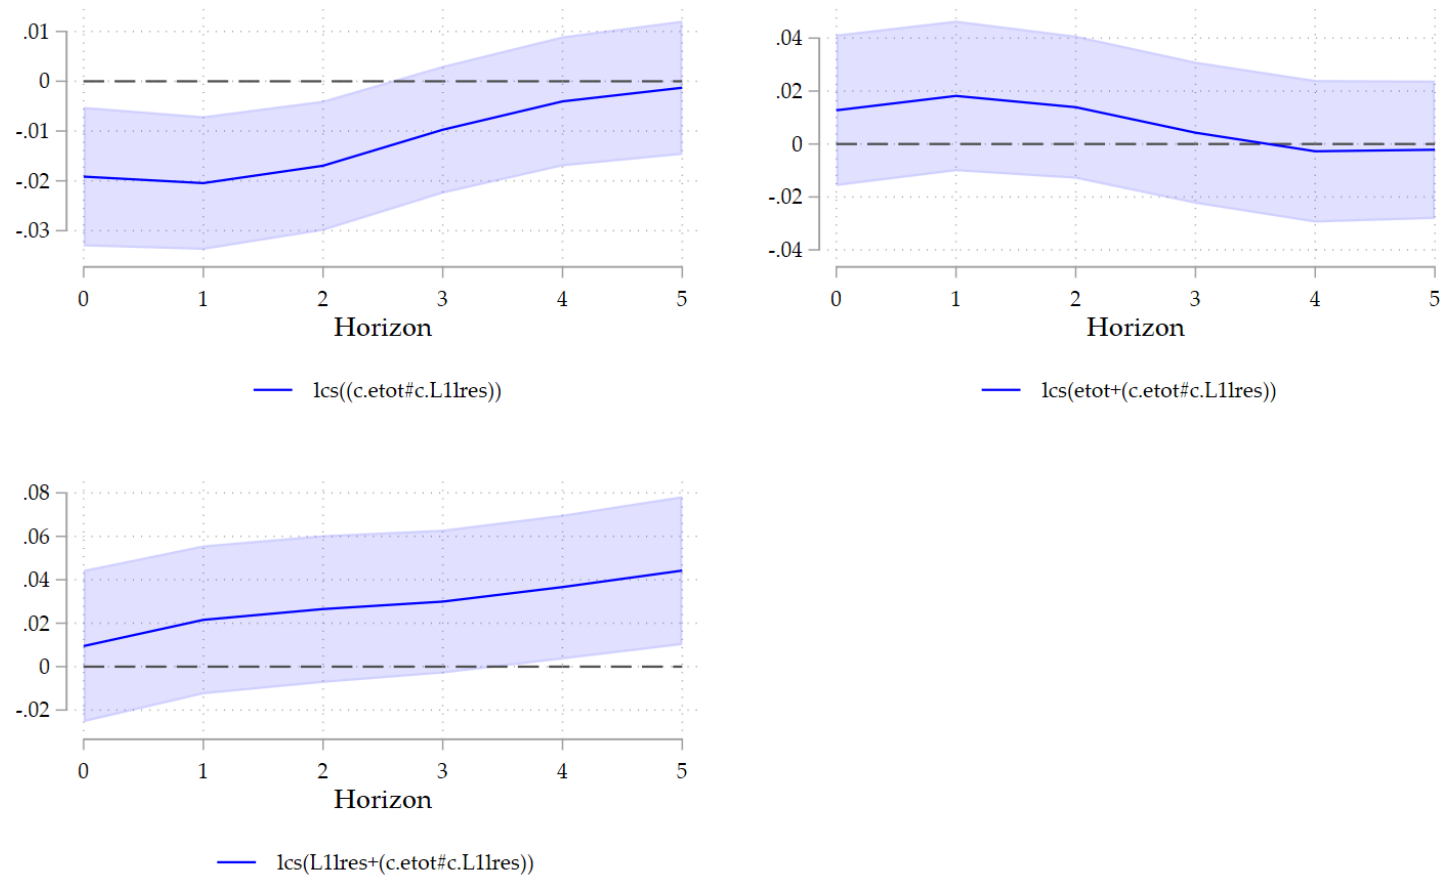 .01
0
-.01
-.02
-.03
0 1 2 3 4 5
Horizon
lcs((c.etot#c.L1lres))
.04
.02
0
-.02
-.04
0 1 2 3 4 5
Horizon
lcs(etot+(c.etot#c.L1lres))
.08
.06
.04
.02
0
-.02
0 1 2 3 4 5
Horizon
lcs(L1lres+(c.etot#c.L1lres))